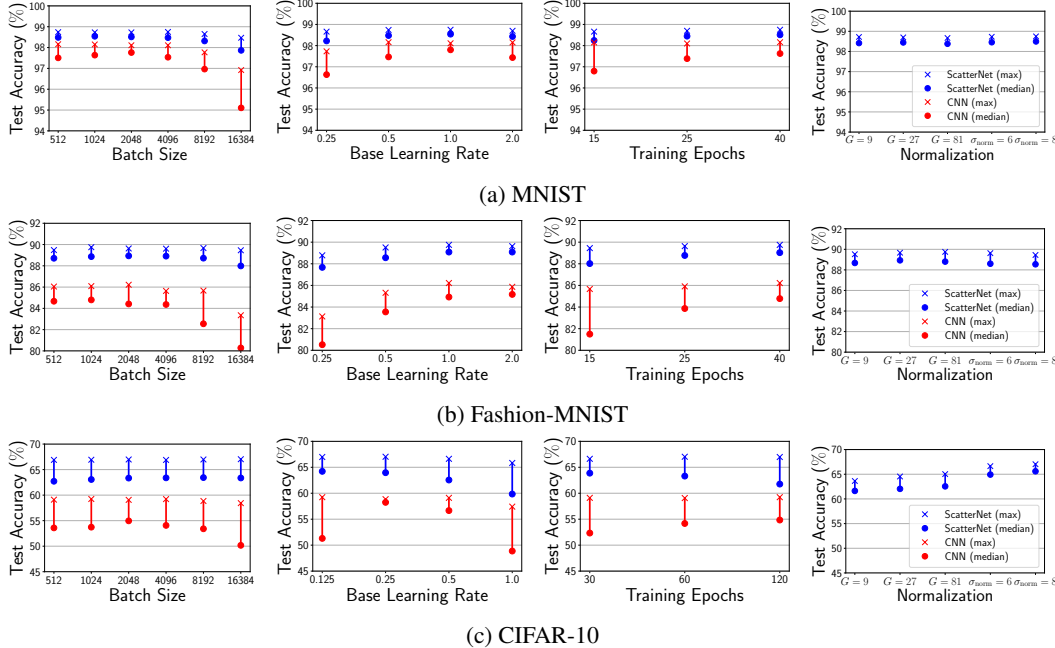 Test Accuracy (%)
99
98
97
96
95
94
512 1024 2048 4096 8192 16384
Batch Size
Test Accuracy (%)
99
98
97
96
95
94
0.25 0.5 1.0 2.0
Base Learning Rate
Test Accuracy (%)
99
98
97
96
95
94
15 25 40
Training Epochs
Test Accuracy (%)
100
99
98
97
96
95
94
ScatterNet (max)
ScatterNet (median)
CNN (max)
CNN (median)
G = 9 G = 27 G = 81 σnorm = 6 σnorm = 8
Normalization
(a) MNIST
Test Accuracy (%)
92
90
88
86
84
82
80
512 1024 2048 4096 8192 16384
Batch Size
Test Accuracy (%)
92
90
88
86
84
82
80
0.25 0.5 1.0 2.0
Base Learning Rate
Test Accuracy (%)
92
90
88
86
84
82
80
15 25 40
Training Epochs
Test Accuracy (%)
92
90
88
86
84
82
80
ScatterNet (max)
ScatterNet (median)
CNN (max)
CNN (median)
G = 9 G = 27 G = 81 σnorm = 6 σnorm = 8
Normalization
(b) Fashion-MNIST
Test Accuracy (%)
70
65
60
55
50
45
512 1024 2048 4096 8192 16384
Batch Size
Test Accuracy (%)
70
65
60
55
50
45
0.125 0.25 0.5 1.0
Base Learning Rate
Test Accuracy (%)
70
65
60
55
50
45
30 60 120
Training Epochs
Test Accuracy (%)
70
65
60
55
50
45
ScatterNet (max)
ScatterNet (median)
CNN (max)
CNN (median)
G = 9 G = 27 G = 81 σnorm = 6 σnorm = 8
Normalization
(c) CIFAR-10